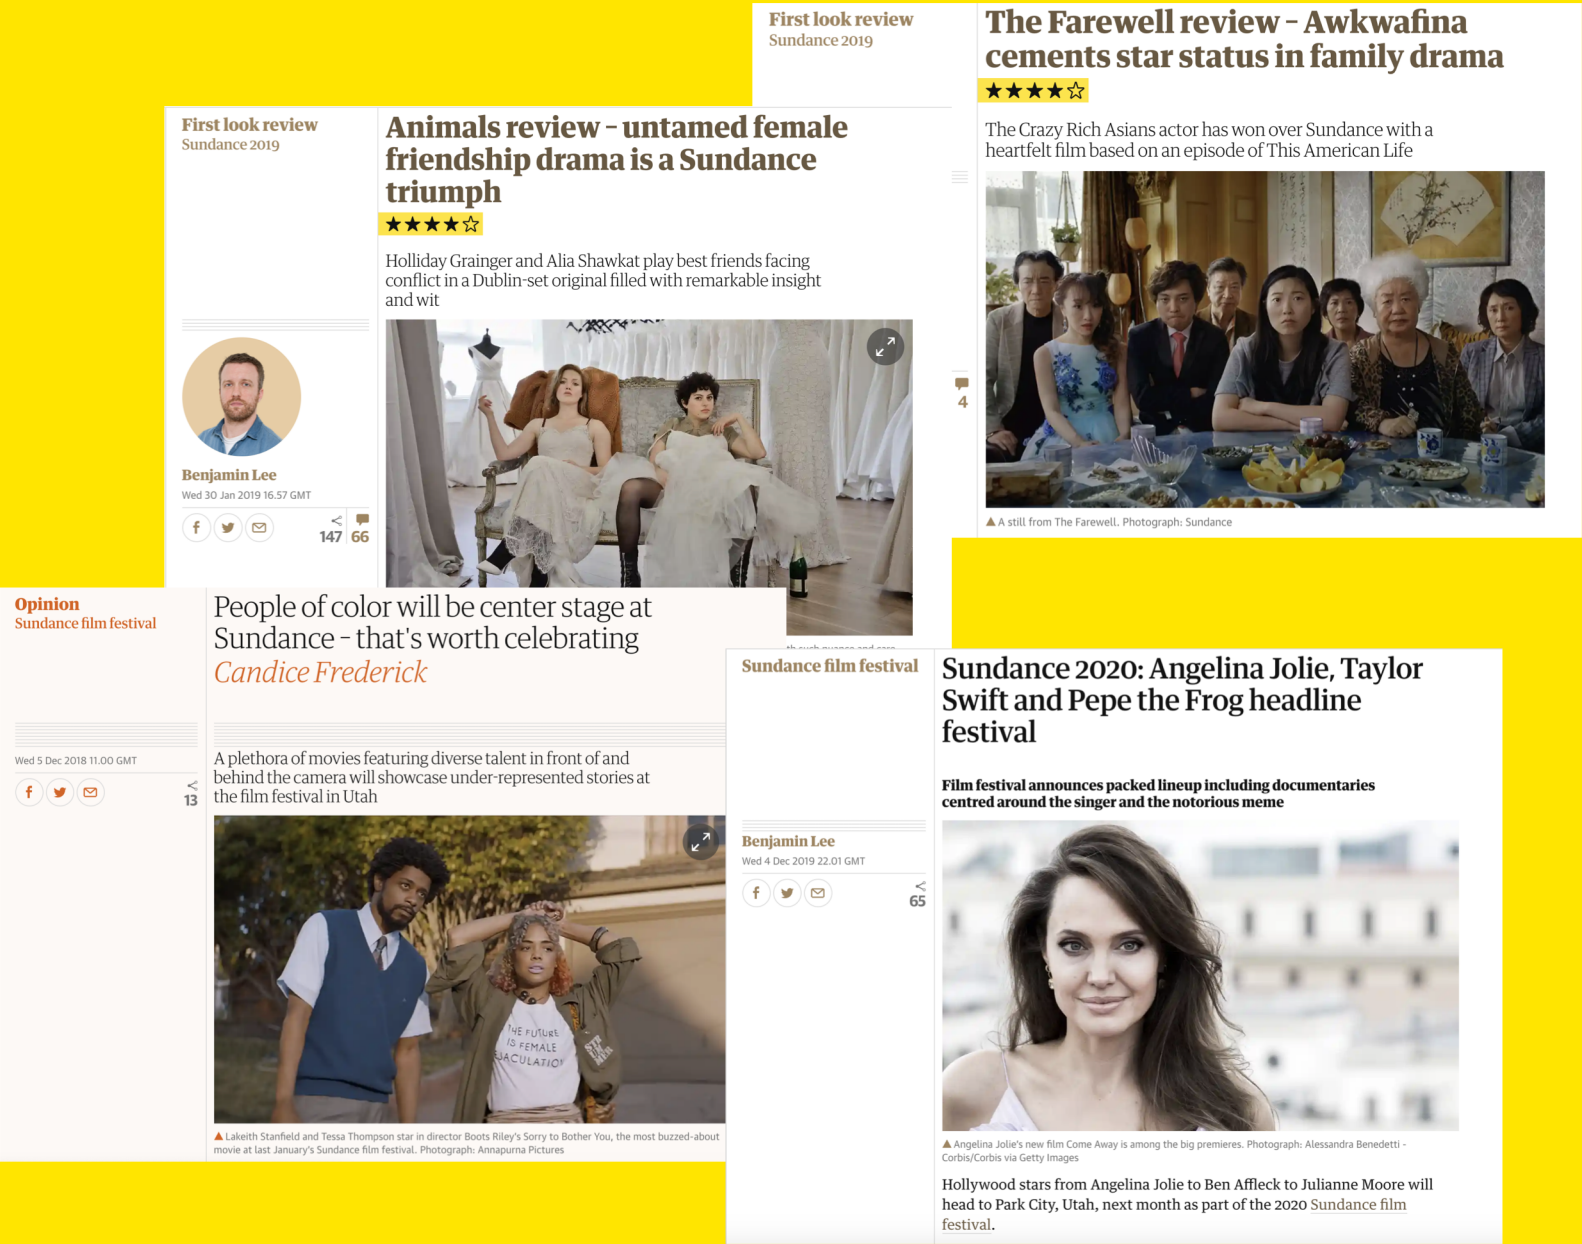 First look review
Sundance 2019
The Farewell review – Awkwafina
cements star status in family drama
The Crazy Rich Asians actor has won over Sundance with a
heartfelt film based on an episode of This American Life
4
▲ A still from The Farewell. Photograph: Sundance
First look review
Sundance 2019
Animals review – untamed female
friendship drama is a Sundance
triumph
Holliday Grainger and Alia Shawkat play best friends facing
conflict in a Dublin-set original filled with remarkable insight
and wit
Benjamin Lee
Wed 30 Jan 2019 16.57 GMT
147 66
Opinion
Sundance film festival
People of color will be center stage at
Sundance – that's worth celebrating
Candice Frederick
Wed 5 Dec 2018 11.00 GMT
13
A plethora of movies featuring diverse talent in front of and
behind the camera will showcase under-represented stories at
the film festival in Utah
THE FUTURE
IS FEMALE
EJACULATION
▲ Lakeith Stanfield and Tessa Thompson star in director Boots Riley's Sorry to Bother You, the most buzzed-about
movie at last January's Sundance film festival. Photograph: Annapurna Pictures
Sundance film festival
Sundance 2020: Angelina Jolie, Taylor
Swift and Pepe the Frog headline
festival
Film festival announces packed lineup including documentaries
centred around the singer and the notorious meme
Benjamin Lee
Wed 4 Dec 2019 22.01 GMT
65
▲ Angelina Jolie's new film Come Away is among the big premieres. Photograph: Alessandra Benedetti -
Corbis/Corbis via Getty Images
Hollywood stars from Angelina Jolie to Ben Affleck to Julianne Moore will
head to Park City, Utah, next month as part of the 2020 Sundance film
festival.